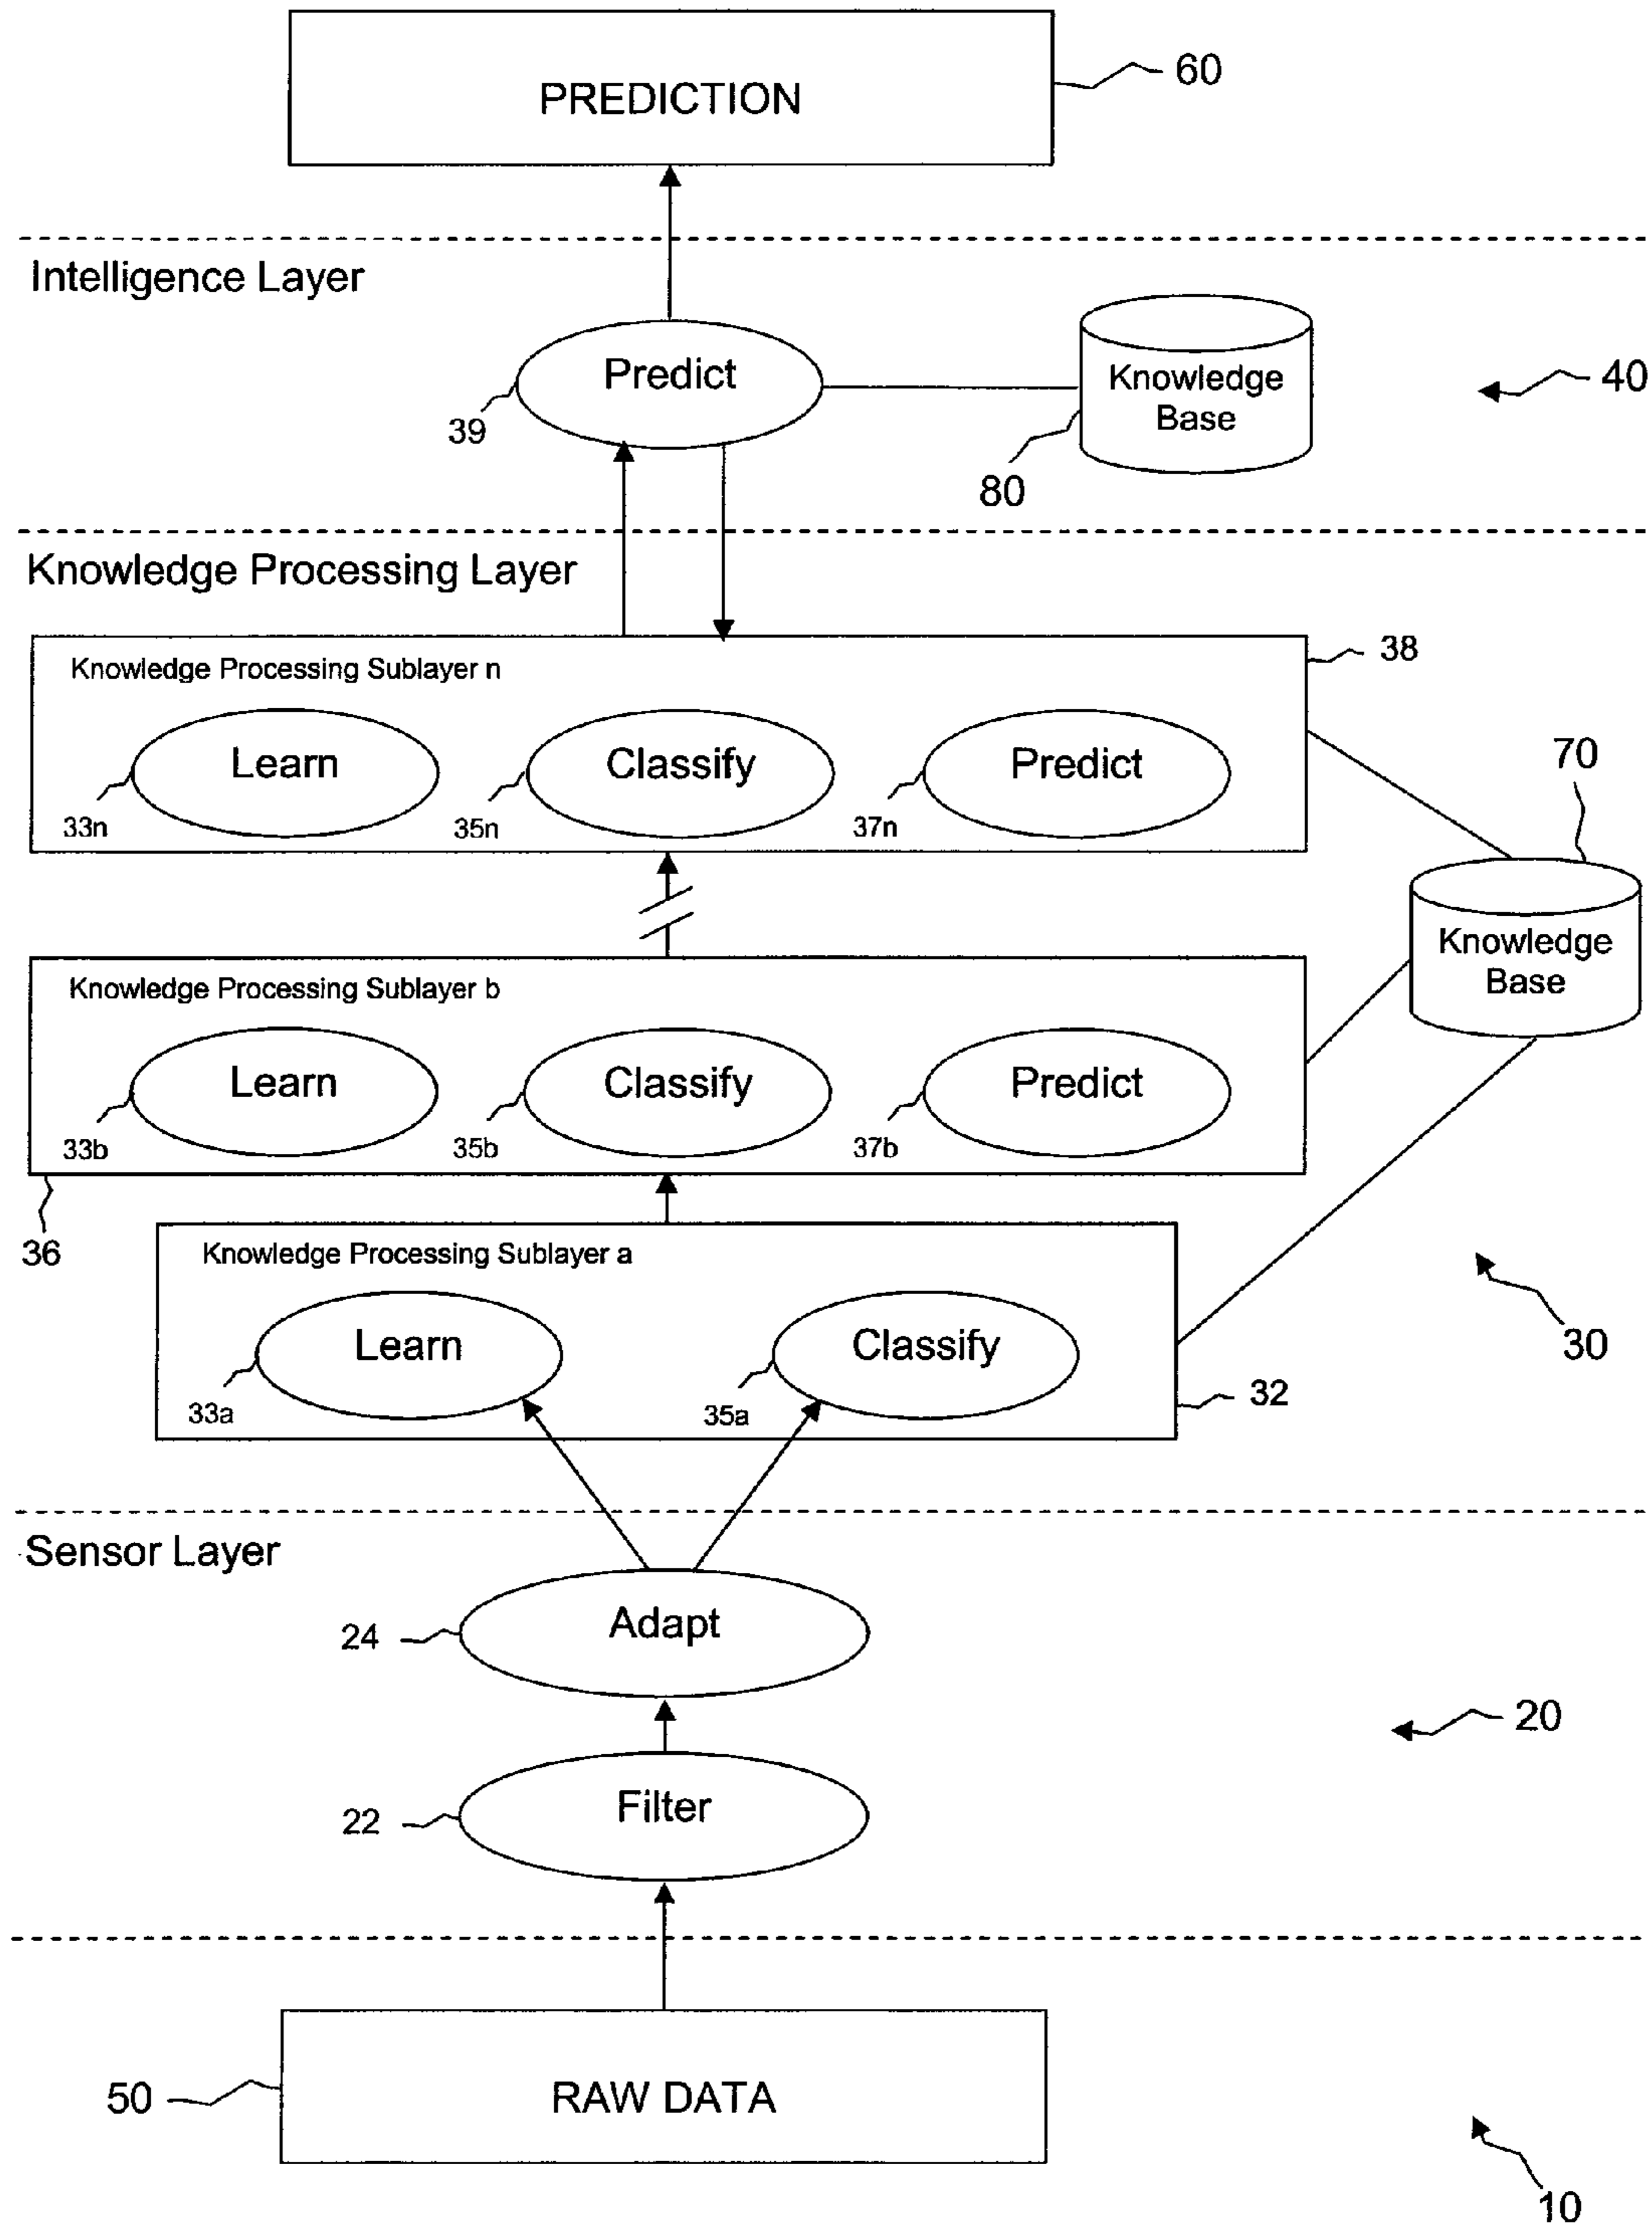 PREDICTION
60
Intelligence Layer
Predict
39
Knowledge
Base
80
40
Knowledge Processing Layer
38
Knowledge Processing Sublayer n
Learn
Classify
Predict
33n
35n
37n
70
Knowledge
Base
Knowledge Processing Sublayer b
Learn
Classify
Predict
33b
35b
37b
36
Knowledge Processing Sublayer a
Learn
Classify
33a
35a
32
30
Sensor Layer
Adapt
24
20
Filter
22
RAW DATA
50
10